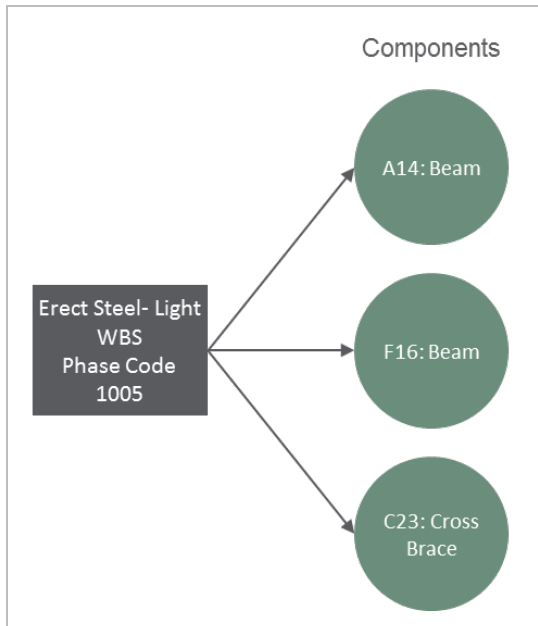 Components
A14: Beam
Erect Steel- Light
WBS
Phase Code
1005
F16: Beam
C23: Cross
Brace